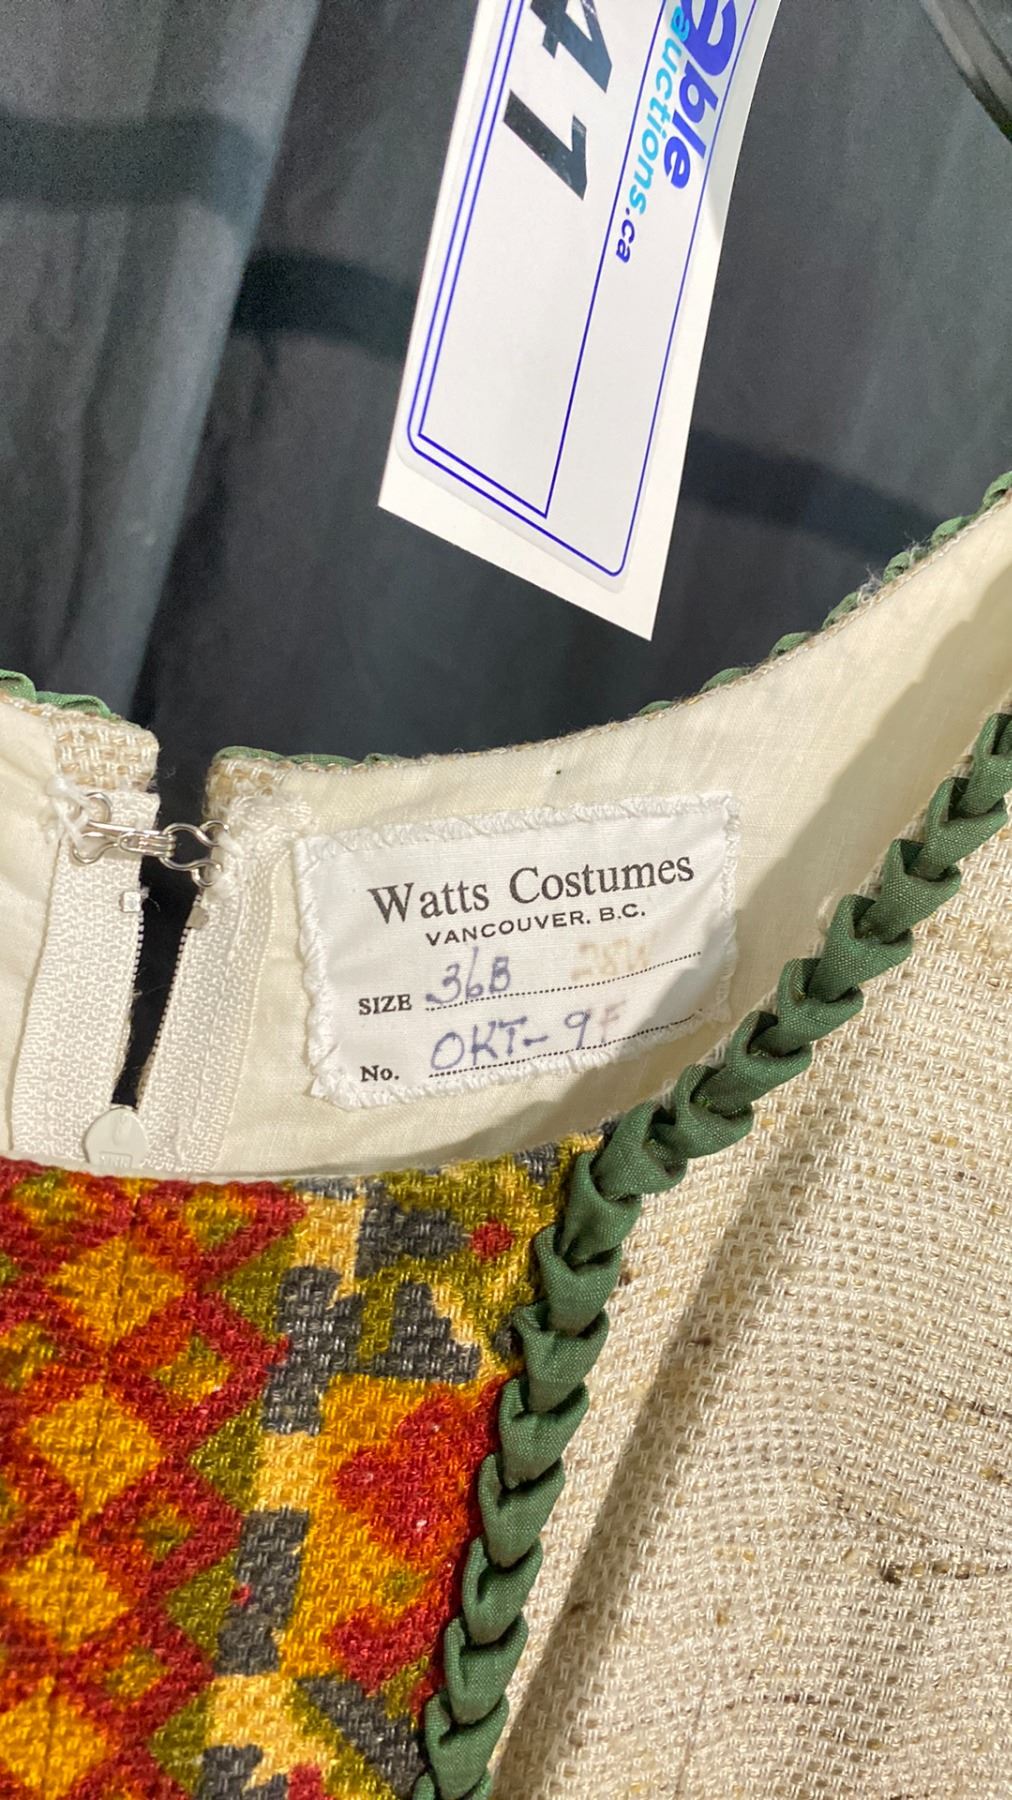 41
able
auctions.ca
Watts Costumes
VANCOUVER, B.C.
SIZE 36B 28W
No. OKT-9F